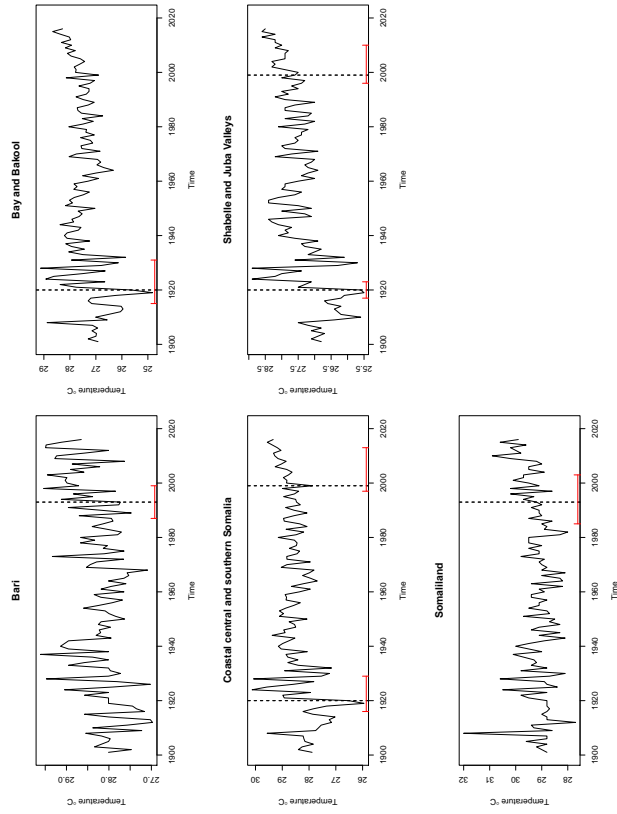 Bari
Temperature °C
27.0 28.0 29.0
1900 1920 1940 1960 1980 2000 2020
Time
Bay and Bakool
Temperature °C
25 26 27 28 29
1900 1920 1940 1960 1980 2000 2020
Time
Coastal central and southern Somalia
Temperature °C
26 27 28 29 30
1900 1920 1940 1960 1980 2000 2020
Time
Shabelle and Juba Valleys
Temperature °C
25.5 26.5 27.5 28.5
1900 1920 1940 1960 1980 2000 2020
Time
Somaliland
Temperature °C
28 29 30 31 32
1900 1920 1940 1960 1980 2000 2020
Time